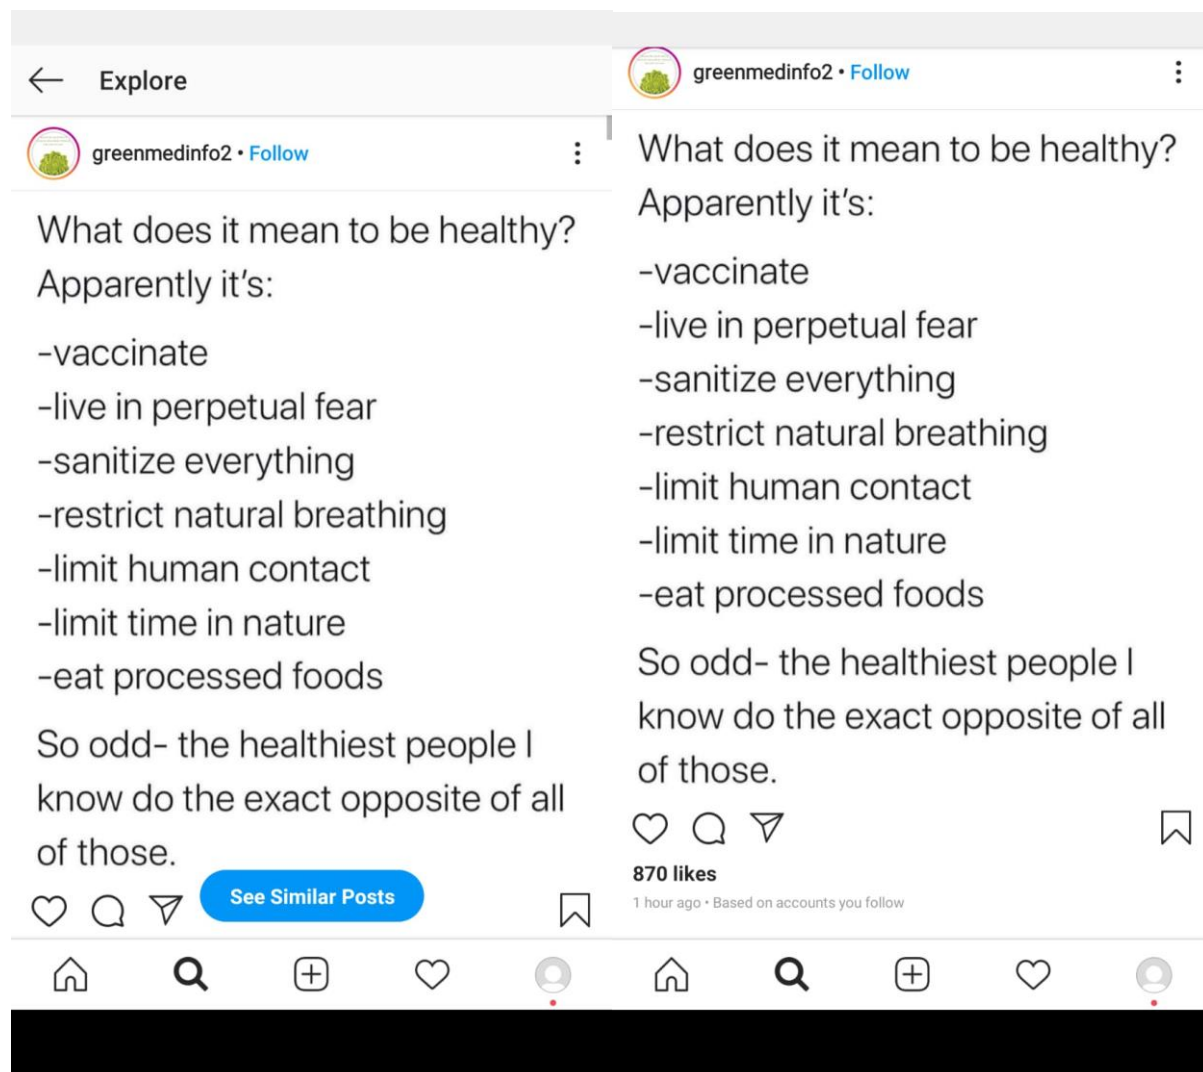 Explore
greenmedinfo2 • Follow
What does it mean to be healthy?
Apparently it's:
-vaccinate
-live in perpetual fear
-sanitize everything
-restrict natural breathing
-limit human contact
-limit time in nature
-eat processed foods
So odd- the healthiest people I
know do the exact opposite of all
of those.
See Similar Posts
greenmedinfo2 • Follow
What does it mean to be healthy?
Apparently it's:
-vaccinate
-live in perpetual fear
-sanitize everything
-restrict natural breathing
-limit human contact
-limit time in nature
-eat processed foods
So odd- the healthiest people I
know do the exact opposite of all
of those.
870 likes
1 hour ago • Based on accounts you follow